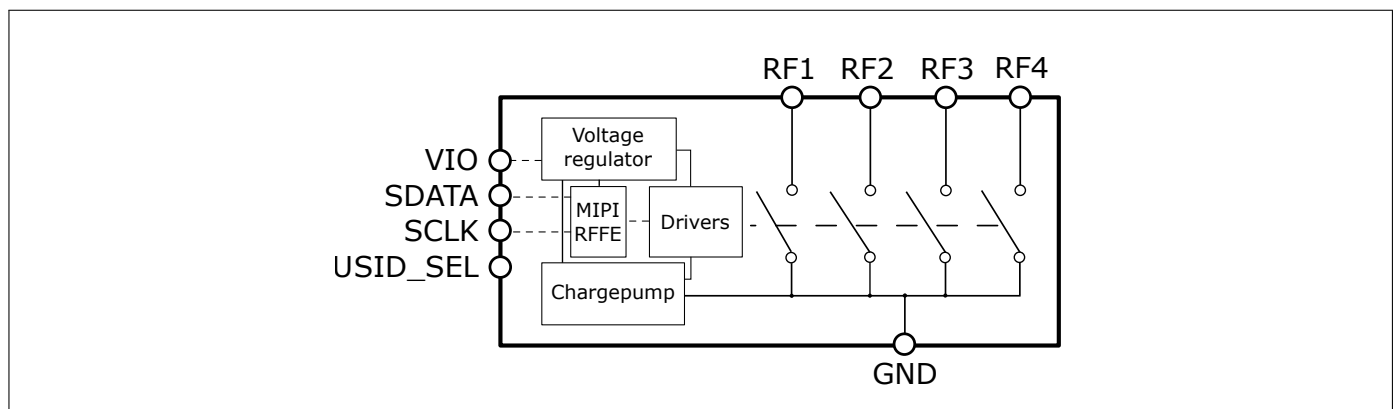 RF1 RF2 RF3 RF4
Voltage
regulator
VIO
SDATA
MIPI
RFFE
Drivers
SCLK
USID_SEL
Chargepump
GND